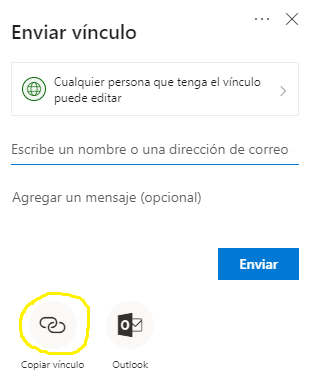 Enviar vínculo
Cualquier persona que tenga el vínculo
puede editar
Escribe un nombre o una dirección de correo
Agregar un mensaje (opcional)
Enviar
Copiar vínculo
Outlook